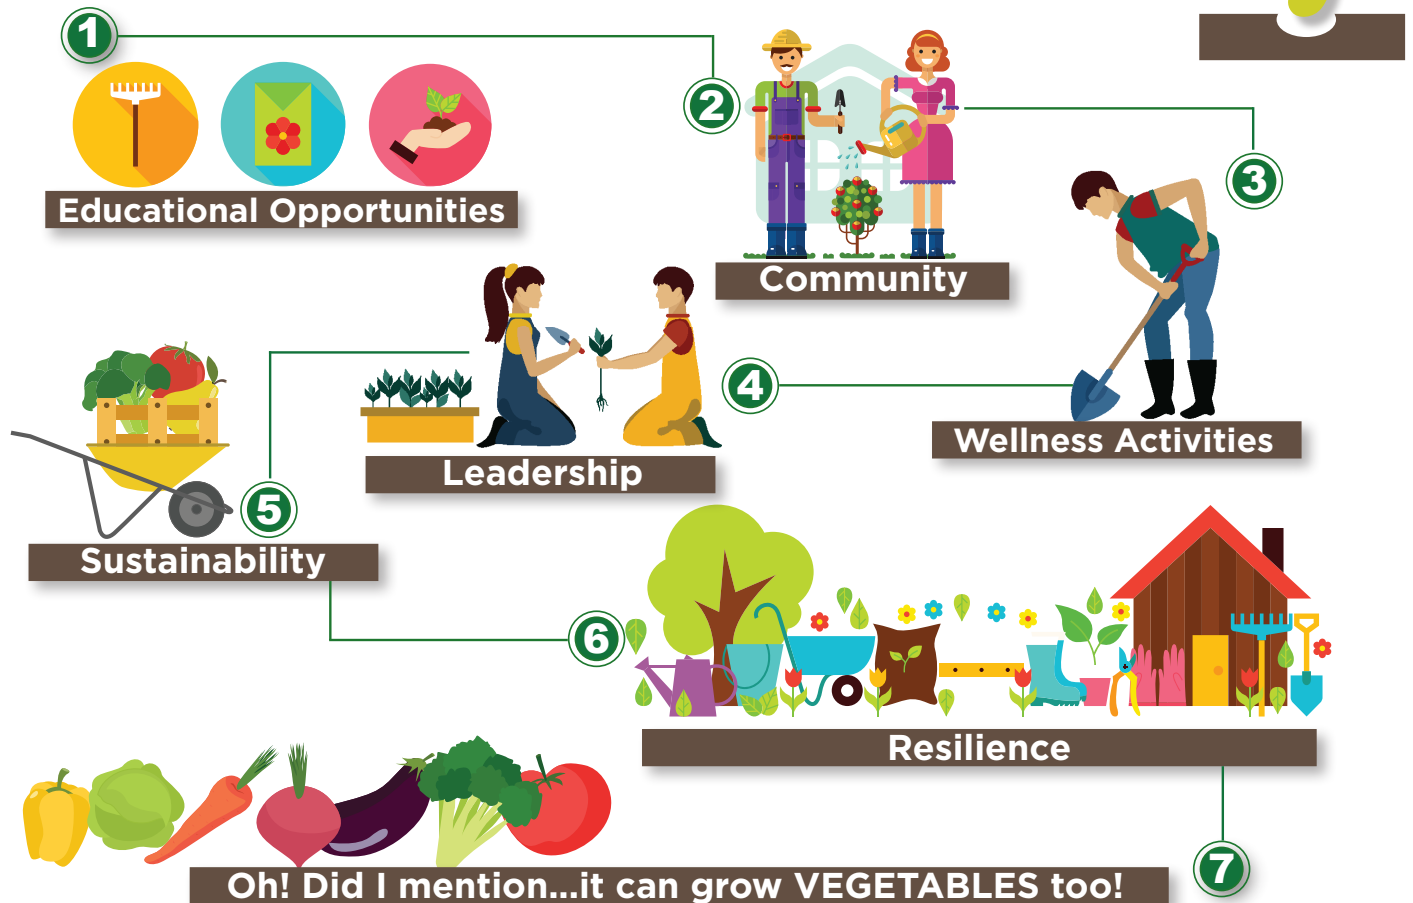 1
Educational Opportunities
2
Community
3
Wellness Activities
4
Leadership
5
Sustainability
6
Resilience
7
Oh! Did I mention...it can grow VEGETABLES too!